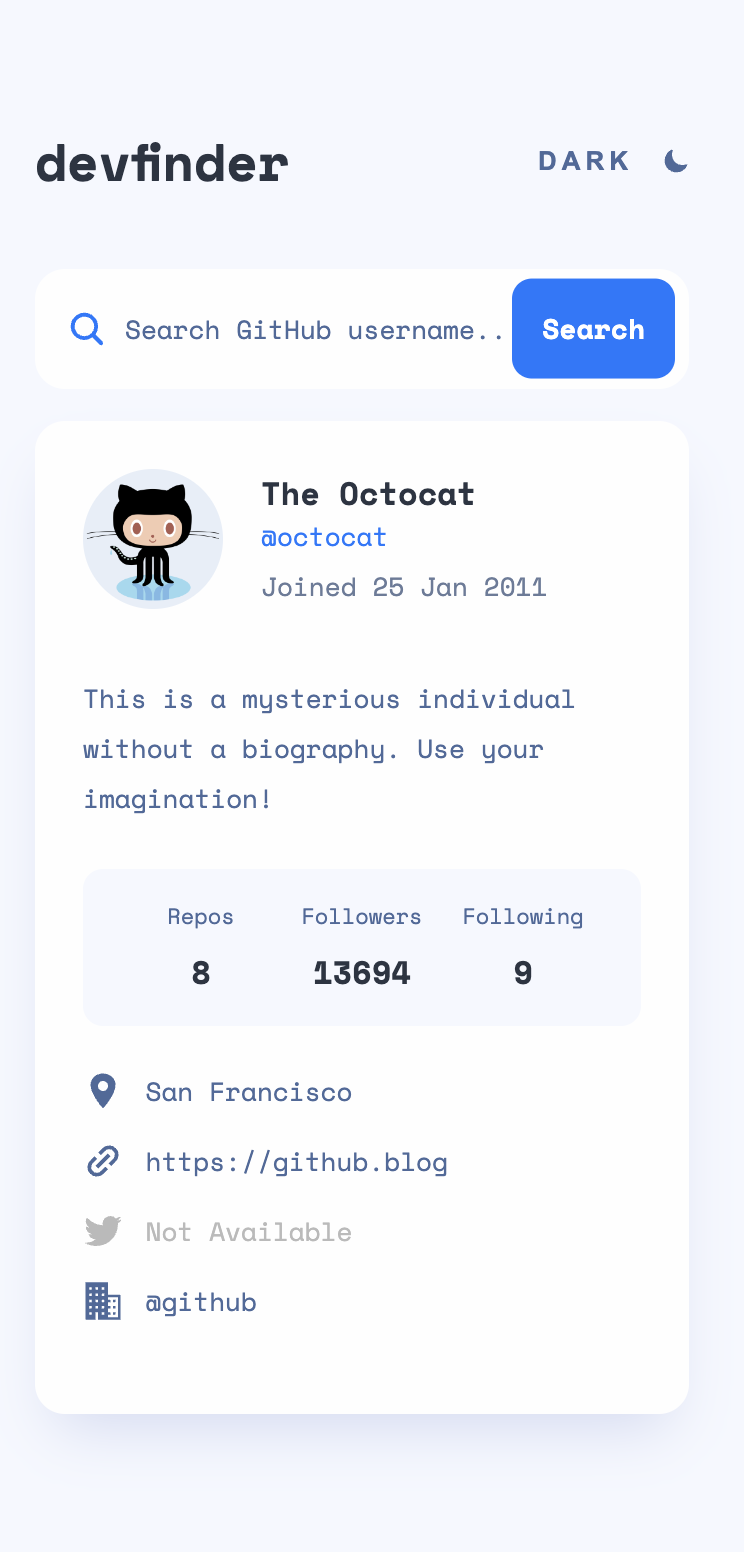 devfinder
DARK
Search GitHub username..
Search
The Octocat
@octocat
Joined 25 Jan 2011
This is a mysterious individual
without a biography. Use your
imagination!
Repos Followers Following
8 13694 9
San Francisco
https://github.blog
Not Available
@github